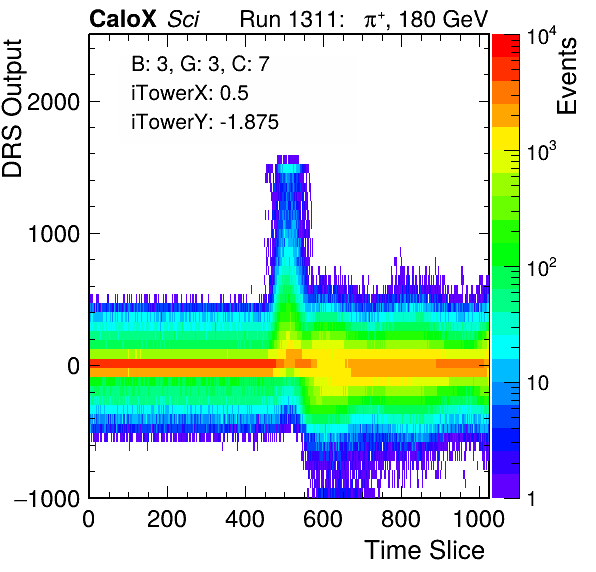 CaloX Sci Run 1311: π⁺, 180 GeV
B: 3, G: 3, C: 7
iTowerX: 0.5
iTowerY: -1.875
DRS Output
2000
1000
0
−1000
0 200 400 600 800 1000
Time Slice
Events
10⁴
10³
10²
10
1